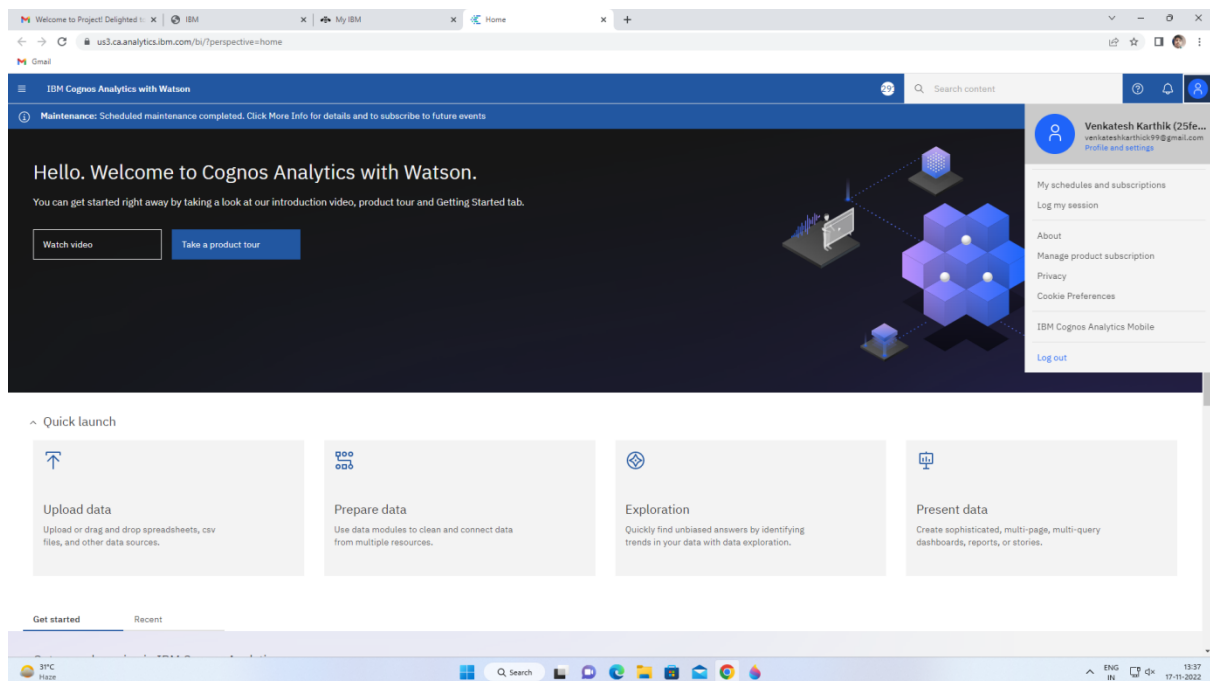 Welcome to Project! Delighted to
IBM
My IBM
Home
us3.ca.analytics.ibm.com/bi/?perspective=home
Gmail
IBM Cognos Analytics with Watson
29
Search content
Maintenance: Scheduled maintenance completed. Click More Info for details and to subscribe to future events
Venkatesh Karthik (25fe...
venkateshkarthick99@gmail.com
Profile and settings
My schedules and subscriptions
Log my session
About
Manage product subscription
Privacy
Cookie Preferences
IBM Cognos Analytics Mobile
Log out
Hello. Welcome to Cognos Analytics with Watson.
You can get started right away by taking a look at our introduction video, product tour and Getting Started tab.
Watch video
Take a product tour
Quick launch
Upload data
Upload or drag and drop spreadsheets, csv
files, and other data sources.
Prepare data
Use data modules to clean and connect data
from multiple resources.
Exploration
Quickly find unbiased answers by identifying
trends in your data with data exploration.
Present data
Create sophisticated, multi-page, multi-query
dashboards, reports, or stories.
Get started
Recent
31°C
Haze
Search
ENG
IN
13:37
17-11-2022